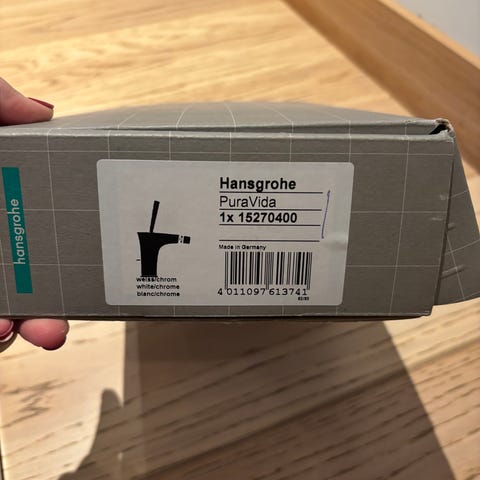 hansgrohe
Hansgrohe
PuraVida
1x 15270400
Made in Germany
weiss/chrom
white/chrome
blanc/chrome
4 011097 613741